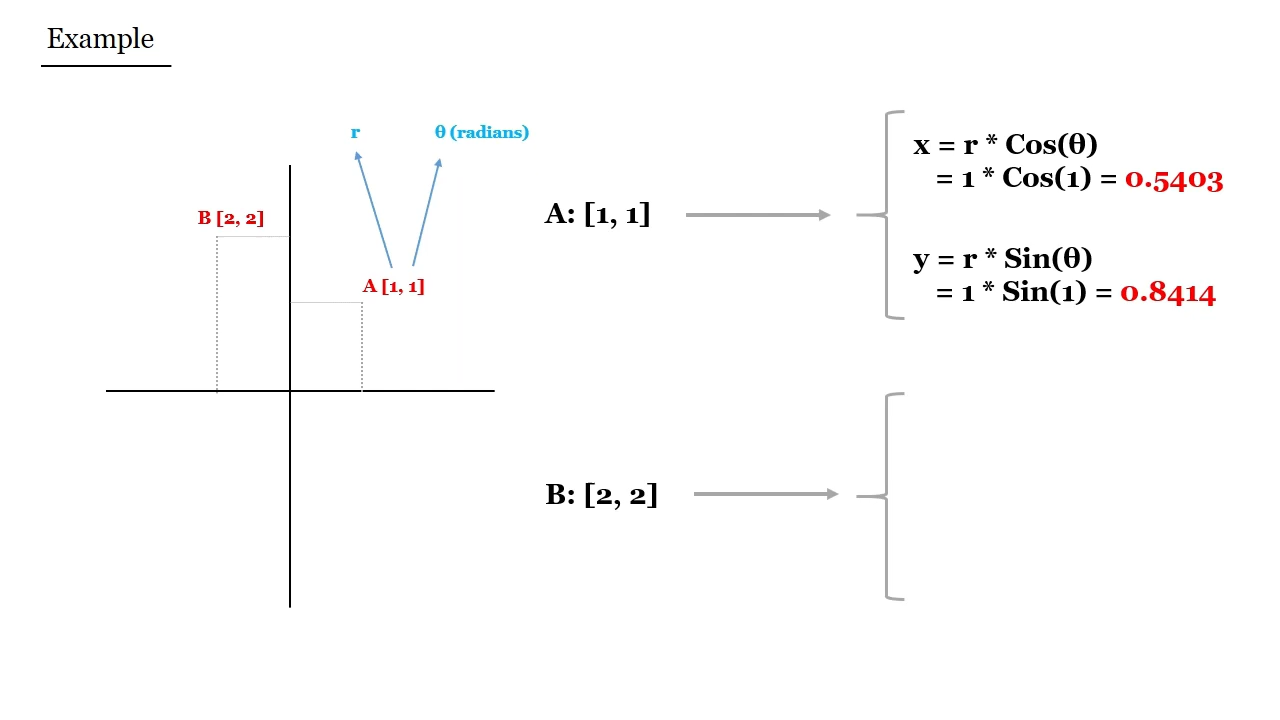 Example
r
θ (radians)
B [2, 2]
A [1, 1]
A: [1, 1]
x = r * Cos(θ)
= 1 * Cos(1) = 0.5403
y = r * Sin(θ)
= 1 * Sin(1) = 0.8414
B: [2, 2]